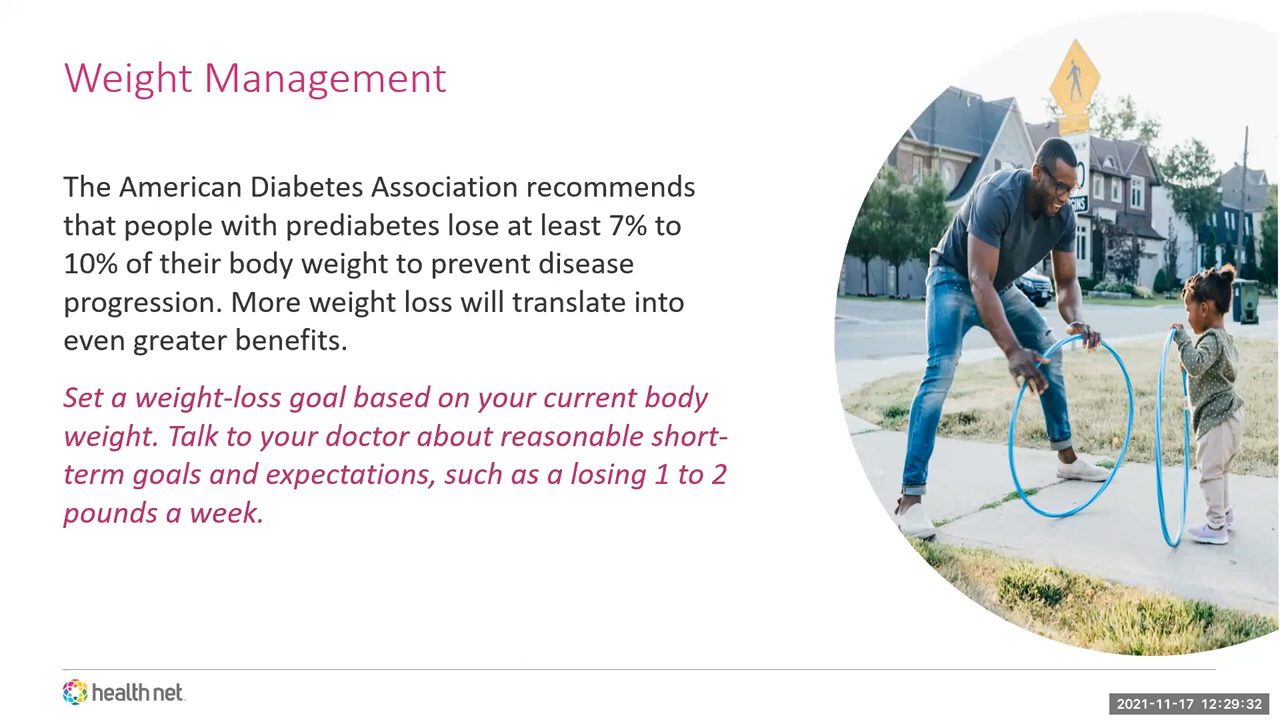 Weight Management
The American Diabetes Association recommends
that people with prediabetes lose at least 7% to
10% of their body weight to prevent disease
progression. More weight loss will translate into
even greater benefits.
Set a weight-loss goal based on your current body
weight. Talk to your doctor about reasonable short-
term goals and expectations, such as a losing 1 to 2
pounds a week.
health net
2021-11-17 12:29:32